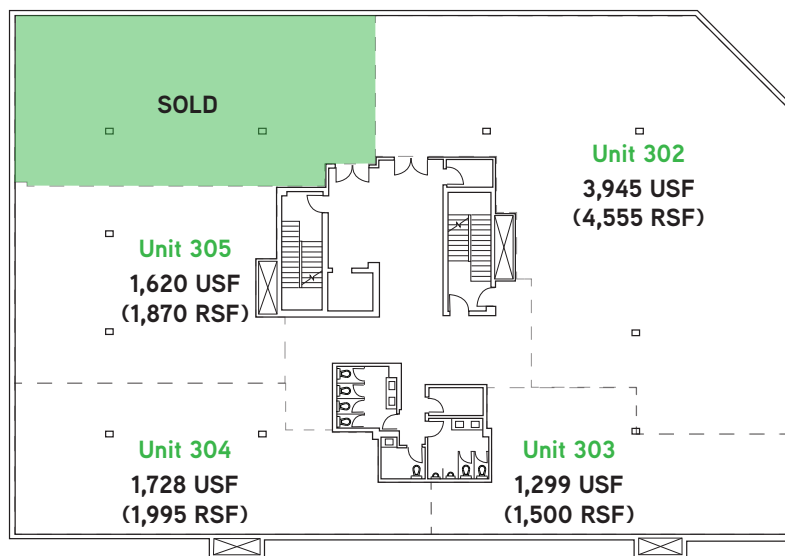 SOLD
Unit 302
3,945 USF
(4,555 RSF)
Unit 305
1,620 USF
(1,870 RSF)
Unit 304
1,728 USF
(1,995 RSF)
Unit 303
1,299 USF
(1,500 RSF)